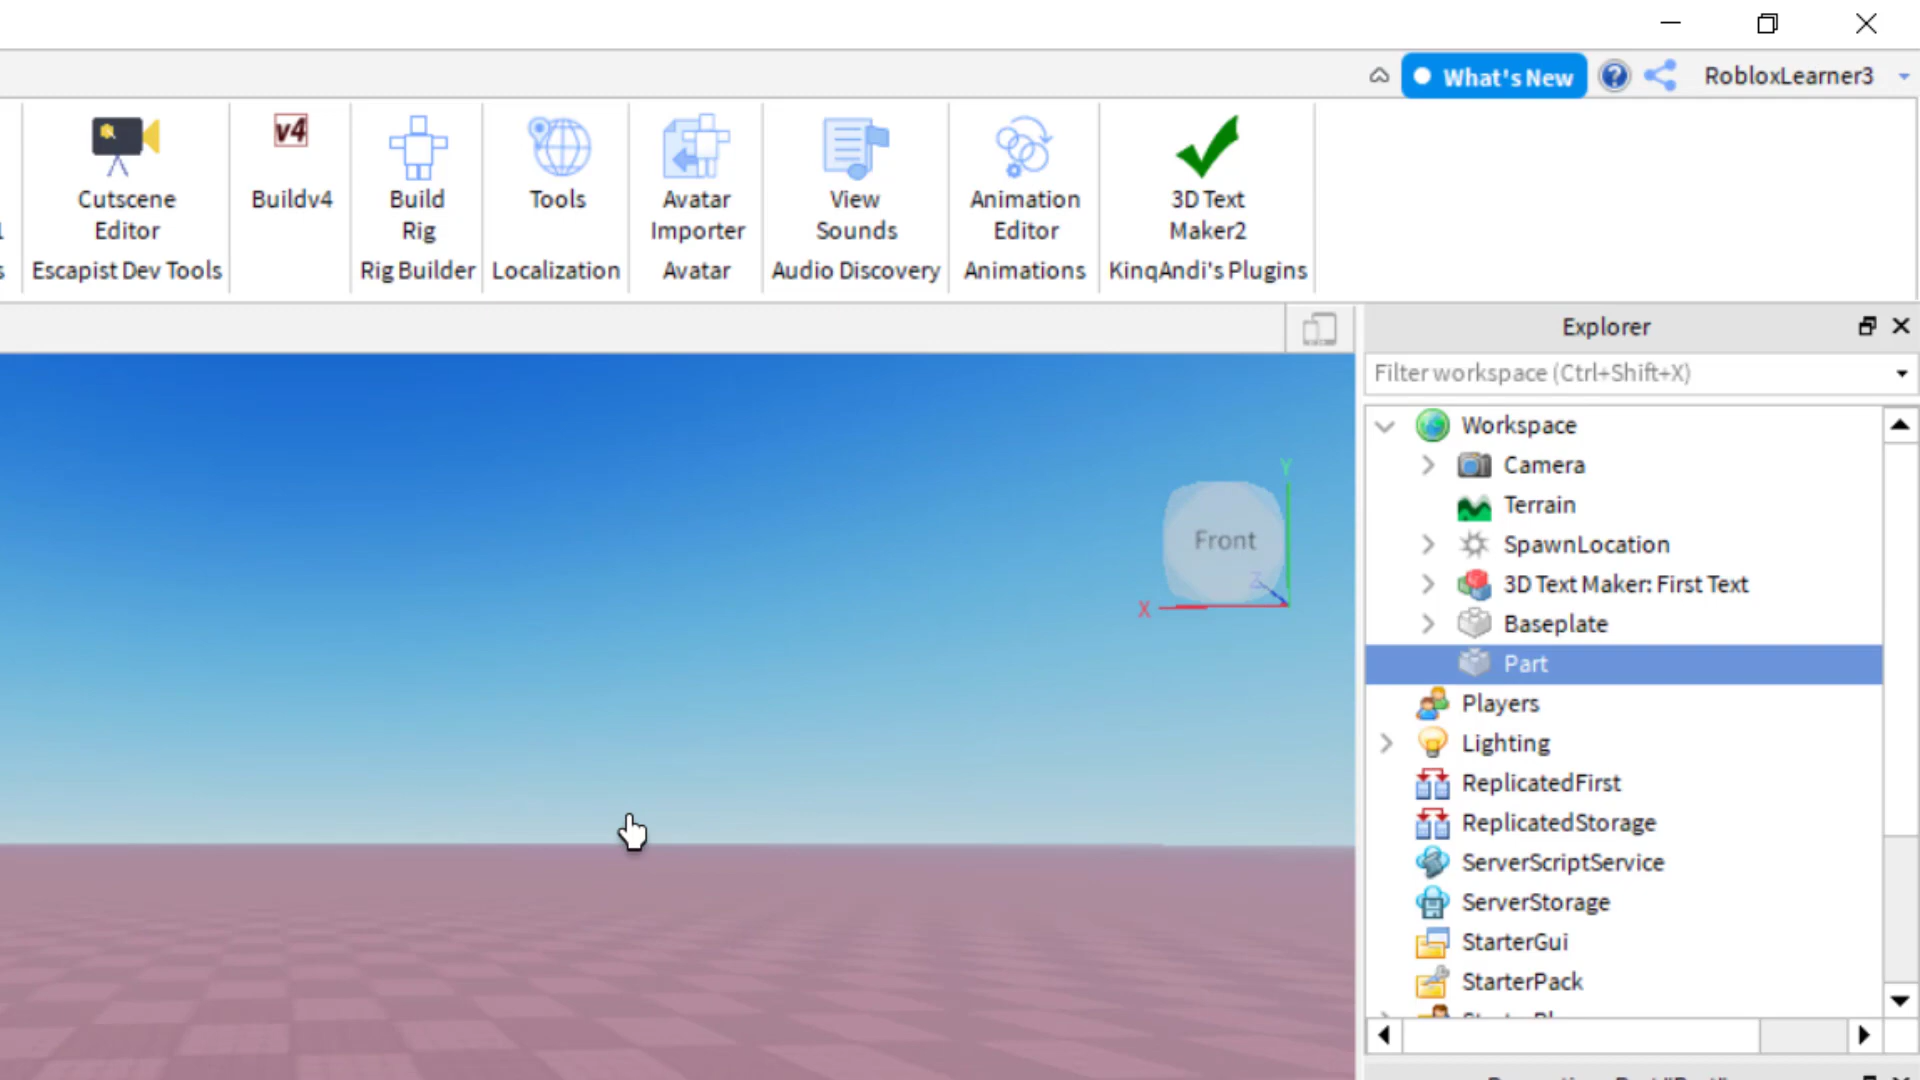 What's New
RobloxLearner3
v4
Cutscene
Editor
Escapist Dev Tools
Buildv4
Build
Rig
Rig Builder
Tools
Localization
Avatar
Importer
Avatar
View
Sounds
Audio Discovery
Animation
Editor
Animations
3D Text
Maker2
KinqAndi's Plugins
Explorer
Filter workspace (Ctrl+Shift+X)
Workspace
Camera
Terrain
SpawnLocation
3D Text Maker: First Text
Baseplate
Part
Players
Lighting
ReplicatedFirst
ReplicatedStorage
ServerScriptService
ServerStorage
StarterGui
StarterPack
Y
Front
Z
X